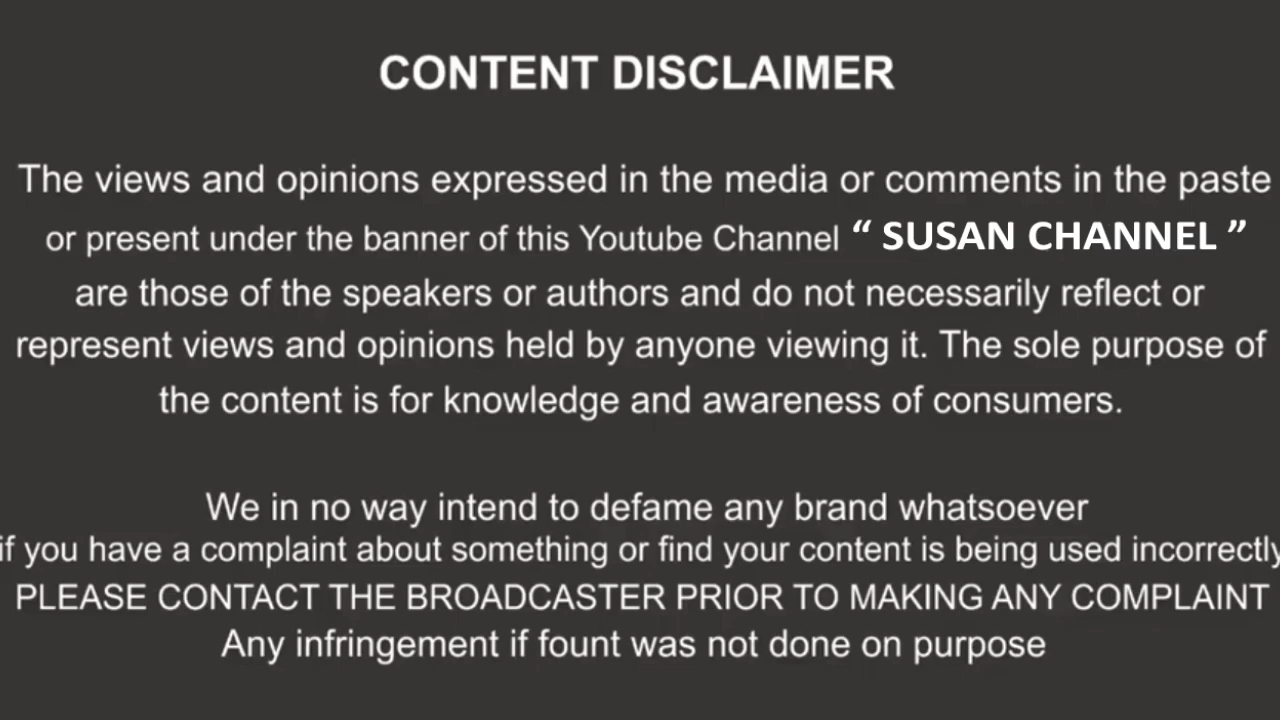 CONTENT DISCLAIMER
The views and opinions expressed in the media or comments in the paste
or present under the banner of this Youtube Channel “ SUSAN CHANNEL ”
are those of the speakers or authors and do not necessarily reflect or
represent views and opinions held by anyone viewing it. The sole purpose of
the content is for knowledge and awareness of consumers.
We in no way intend to defame any brand whatsoever
if you have a complaint about something or find your content is being used incorrectly
PLEASE CONTACT THE BROADCASTER PRIOR TO MAKING ANY COMPLAINT
Any infringement if fount was not done on purpose